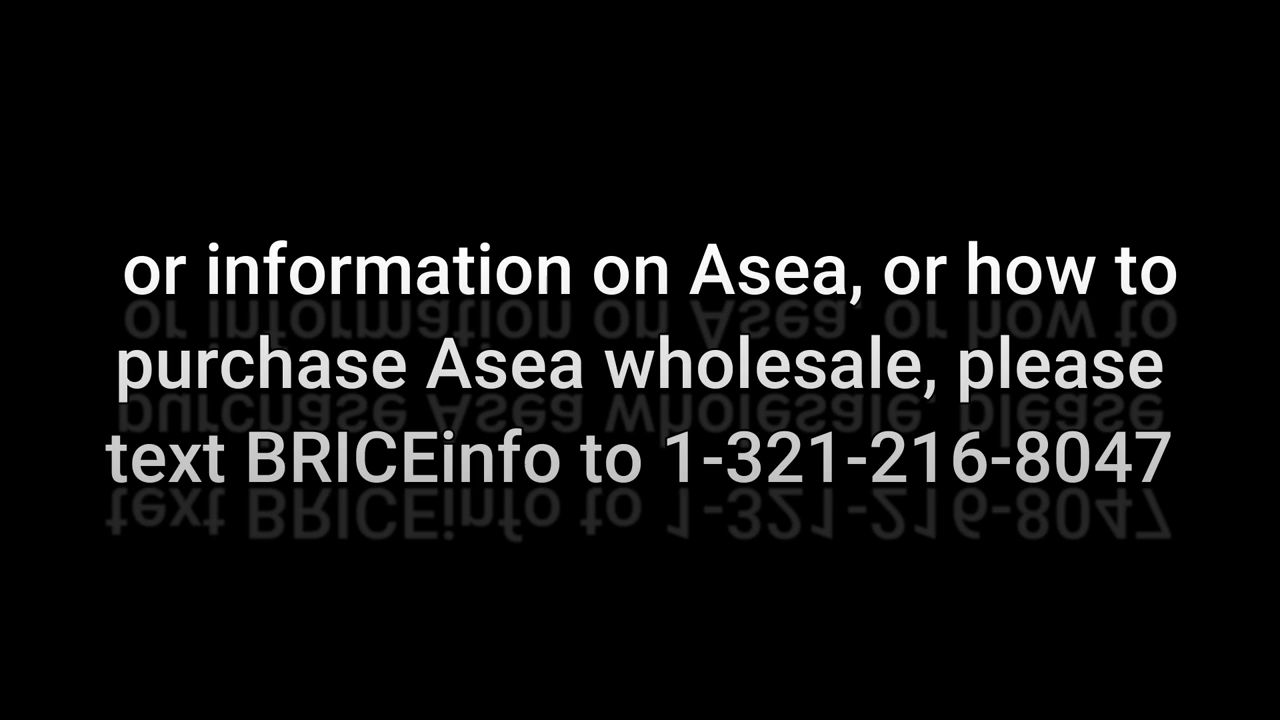 or information on Asea, or how to
purchase Asea wholesale, please
text BRICEinfo to 1-321-216-8047